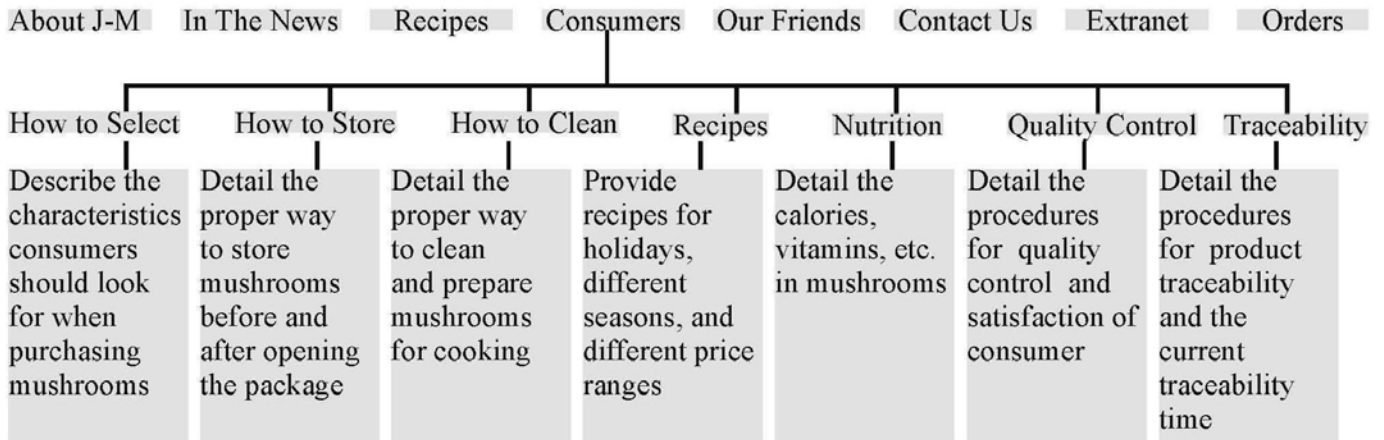 About J-M In The News Recipes Consumers Our Friends Contact Us Extranet Orders
How to Select How to Store How to Clean Recipes Nutrition Quality Control Traceability
Describe the
characteristics
consumers
should look
for when
purchasing
mushrooms
Detail the
proper way
to store
mushrooms
before and
after opening
the package
Detail the
proper way
to clean
and prepare
mushrooms
for cooking
Provide
recipes for
holidays,
different
seasons, and
different price
ranges
Detail the
calories,
vitamins, etc.
in mushrooms
Detail the
procedures
for quality
control and
satisfaction of
consumer
Detail the
procedures
for product
traceability
and the
current
traceability
time